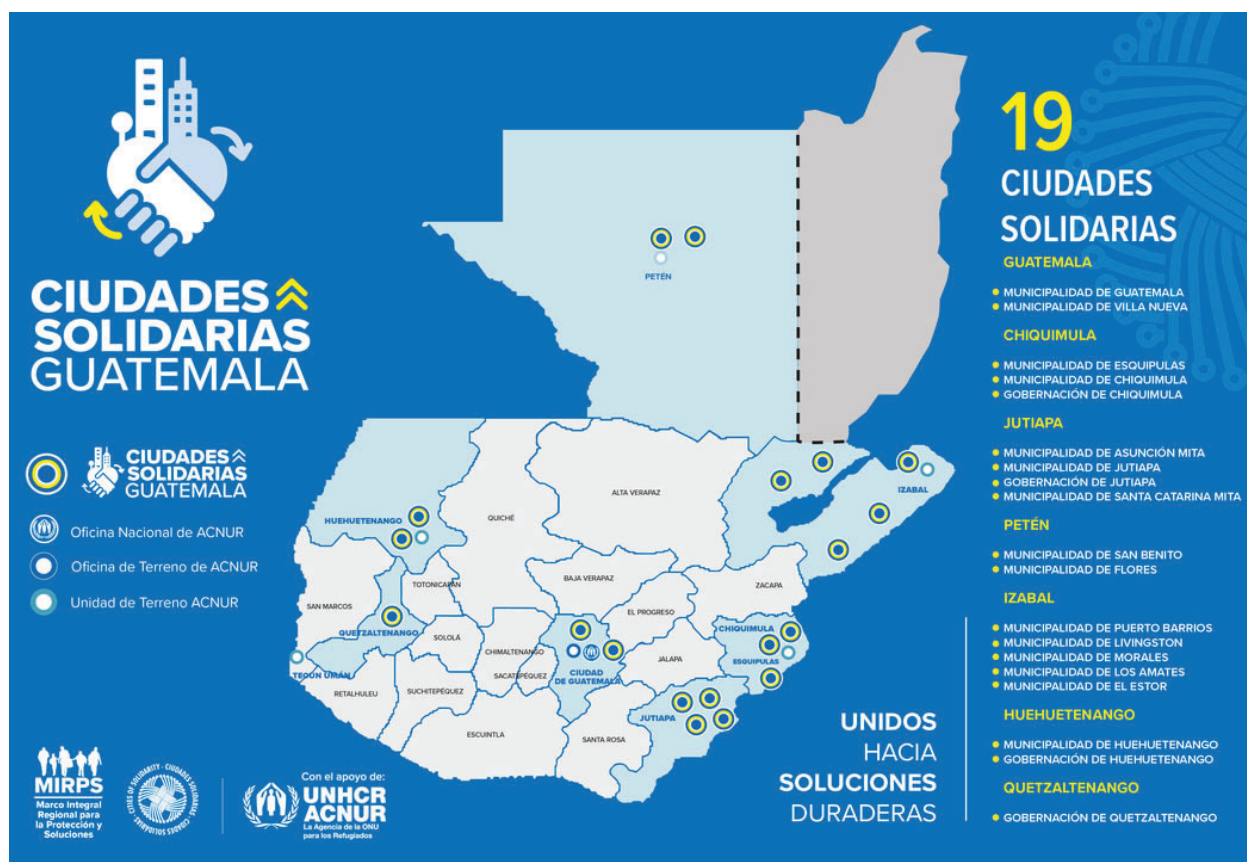 CIUDADES
SOLIDARIAS
GUATEMALA
CIUDADES
SOLIDARIAS
GUATEMALA
Oficina Nacional de ACNUR
Oficina de Terreno de ACNUR
Unidad de Terreno ACNUR
MIRPS
Marco Integral
Regional para
la Protección y
Soluciones
CITIES OF SOLIDARITY · CIUDADES SOLIDARIAS
Con el apoyo de:
UNHCR
ACNUR
La Agencia de la ONU
para los Refugiados
PETÉN
IZABAL
ALTA VERAPAZ
HUEHUETENANGO
QUICHÉ
BAJA VERAPAZ
ZACAPA
TOTONICAPÁN
SAN MARCOS
EL PROGRESO
QUETZALTENANGO
SOLOLÁ
CHIQUIMULA
CHIMALTENANGO
JALAPA
ESQUIPULAS
TECÚN UMÁN
SACATEPÉQUEZ
CIUDAD
DE GUATEMALA
RETALHULEU
SUCHITEPÉQUEZ
JUTIAPA
ESCUINTLA
SANTA ROSA
UNIDOS
HACIA
SOLUCIONES
DURADERAS
19
CIUDADES
SOLIDARIAS
GUATEMALA
MUNICIPALIDAD DE GUATEMALA
MUNICIPALIDAD DE VILLA NUEVA
CHIQUIMULA
MUNICIPALIDAD DE ESQUIPULAS
MUNICIPALIDAD DE CHIQUIMULA
GOBERNACIÓN DE CHIQUIMULA
JUTIAPA
MUNICIPALIDAD DE ASUNCIÓN MITA
MUNICIPALIDAD DE JUTIAPA
GOBERNACIÓN DE JUTIAPA
MUNICIPALIDAD DE SANTA CATARINA MITA
PETÉN
MUNICIPALIDAD DE SAN BENITO
MUNICIPALIDAD DE FLORES
IZABAL
MUNICIPALIDAD DE PUERTO BARRIOS
MUNICIPALIDAD DE LIVINGSTON
MUNICIPALIDAD DE MORALES
MUNICIPALIDAD DE LOS AMATES
MUNICIPALIDAD DE EL ESTOR
HUEHUETENANGO
MUNICIPALIDAD DE HUEHUETENANGO
GOBERNACIÓN DE HUEHUETENANGO
QUETZALTENANGO
GOBERNACIÓN DE QUETZALTENANGO